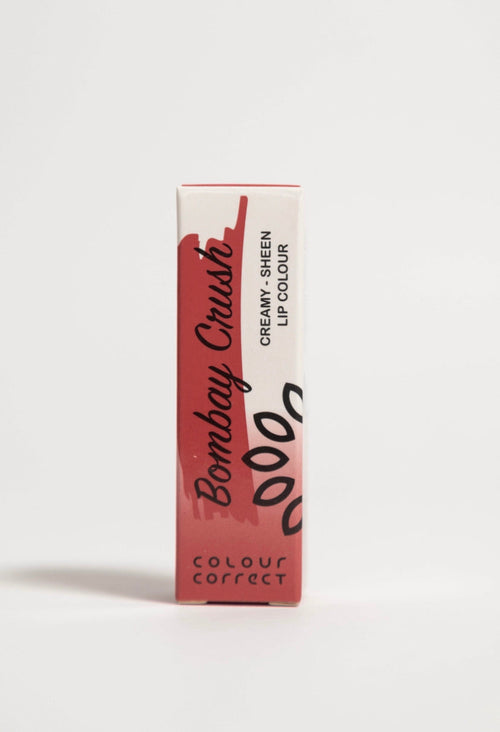 Bombay Crush
CREAMY - SHEEN
LIP COLOUR
COLOUR
CORRECT